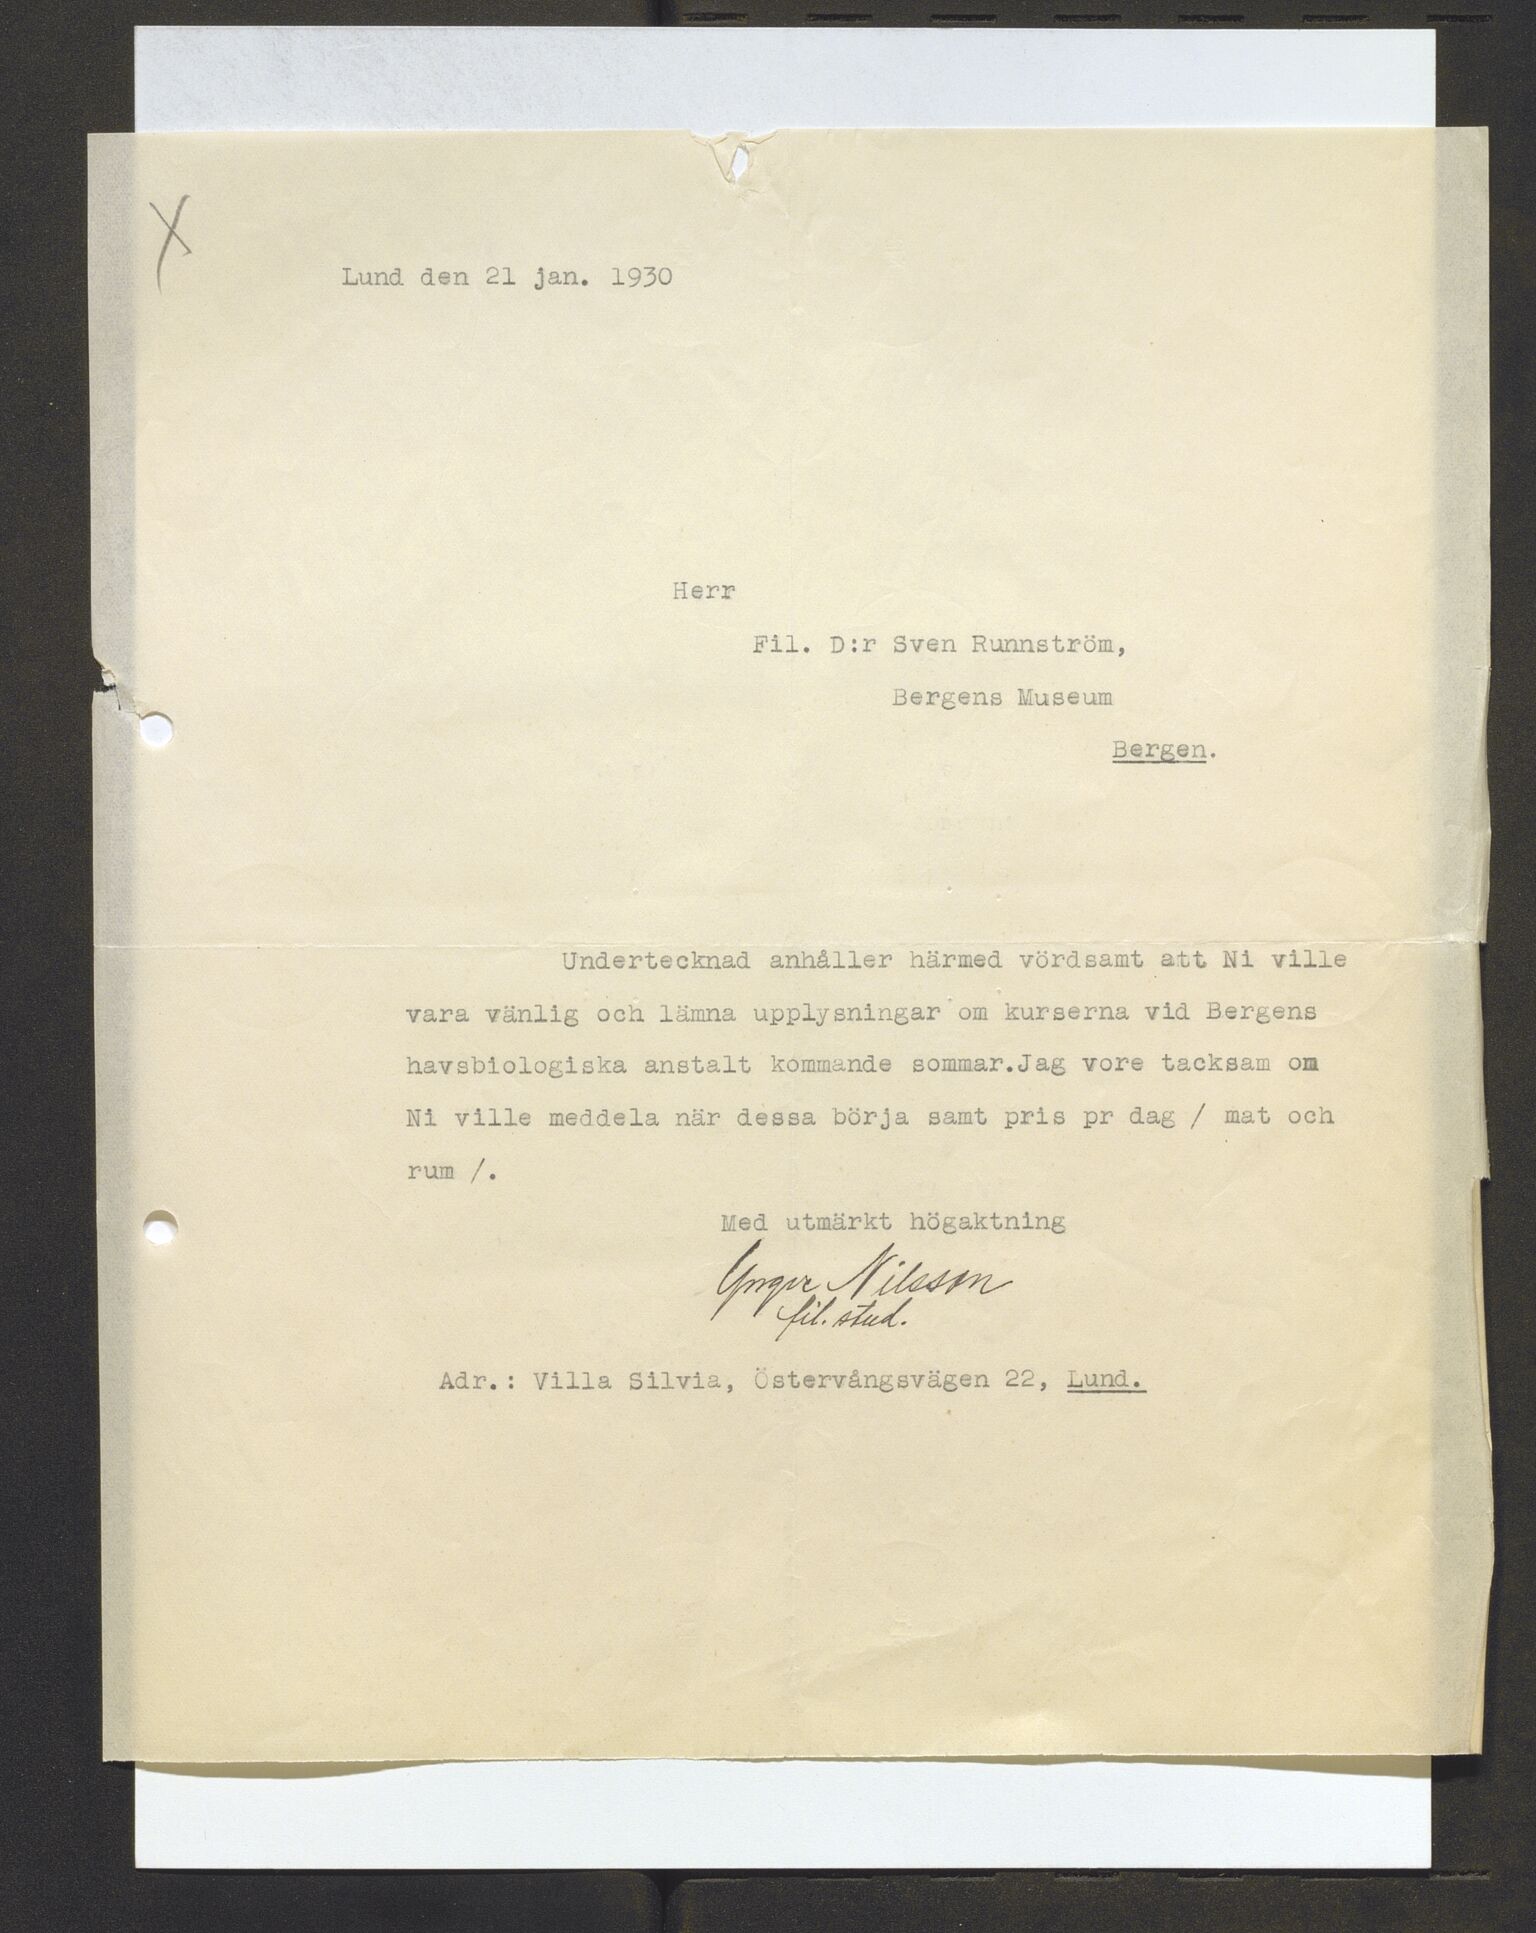 X
Lund den 21 jan. 1930
Herr
Fil. D:r Sven Runnström,
Bergens Museum
Bergen.
Undertecknad anhåller härmed vördsamt att Ni ville
vara vänlig och lämna upplysningar om kurserna vid Bergens
havsbiologiska anstalt kommande sommar.Jag vore tacksam om
Ni ville meddela när dessa börja samt pris pr dag / mat och
rum /.
Med utmärkt högaktning
Yngve Nilsson
fil. stud.
Adr.: Villa Silvia, Östervångsvägen 22, Lund.